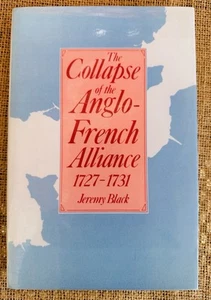 The
Collapse
of the
Anglo-
French
Alliance
1727–1731
Jeremy Black